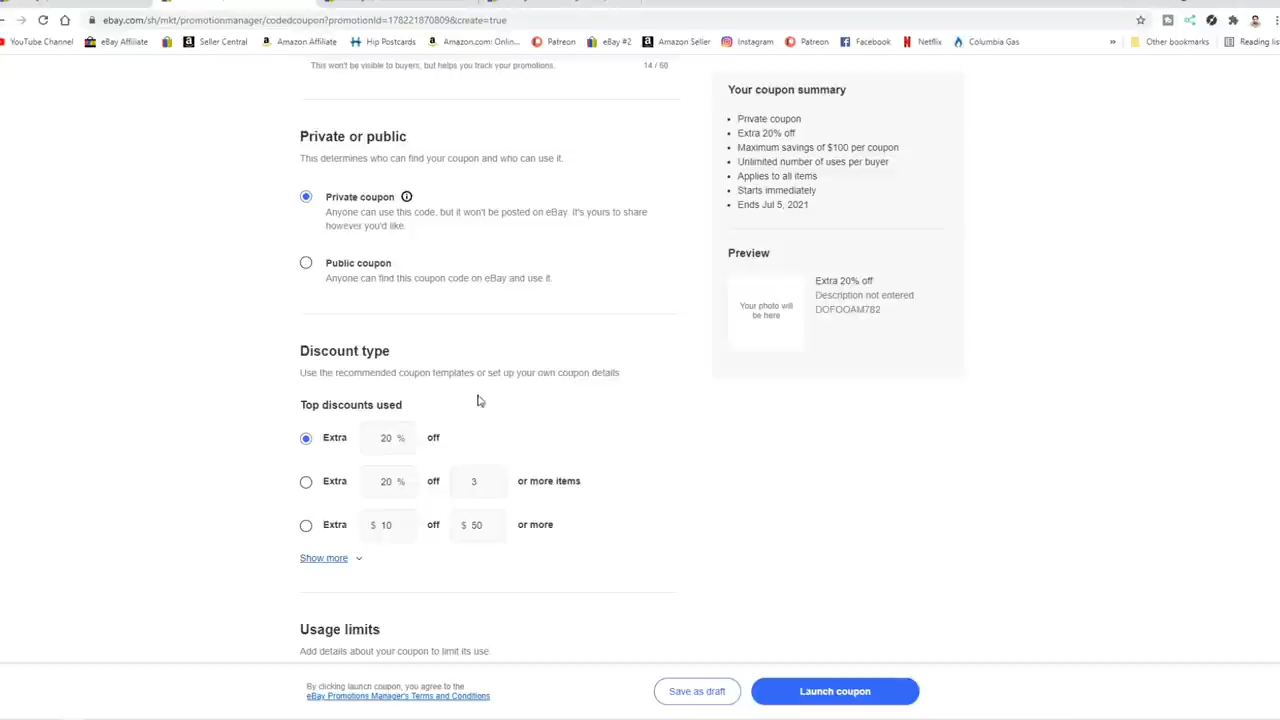 ebay.com/sh/mkt/promotionmanager/codedcoupon?promotionId=178221870809&create=true
YouTube Channel eBay Affiliate Seller Central Amazon Affiliate Hip Postcards Amazon.com: Onlin... Patreon eBay #2 Amazon Seller Instagram Patreon Facebook Netflix Columbia Gas » Other bookmarks Reading list
This won't be visible to buyers, but helps you track your promotions. 14 / 60
Private or public
This determines who can find your coupon and who can use it.
Private coupon
Anyone can use this code, but it won't be posted on eBay. It's yours to share
however you'd like.
Public coupon
Anyone can find this coupon code on eBay and use it.
Discount type
Use the recommended coupon templates or set up your own coupon details
Top discounts used
Extra 20 % off
Extra 20 % off 3 or more items
Extra $ 10 off $ 50 or more
Show more
Usage limits
Add details about your coupon to limit its use.
Your coupon summary
• Private coupon
• Extra 20% off
• Maximum savings of $100 per coupon
• Unlimited number of uses per buyer
• Applies to all items
• Starts immediately
• Ends Jul 5, 2021
Preview
Your photo will
be here
Extra 20% off
Description not entered
DOFOQAM782
By clicking launch coupon, you agree to the
eBay Promotions Manager's Terms and Conditions
Save as draft
Launch coupon